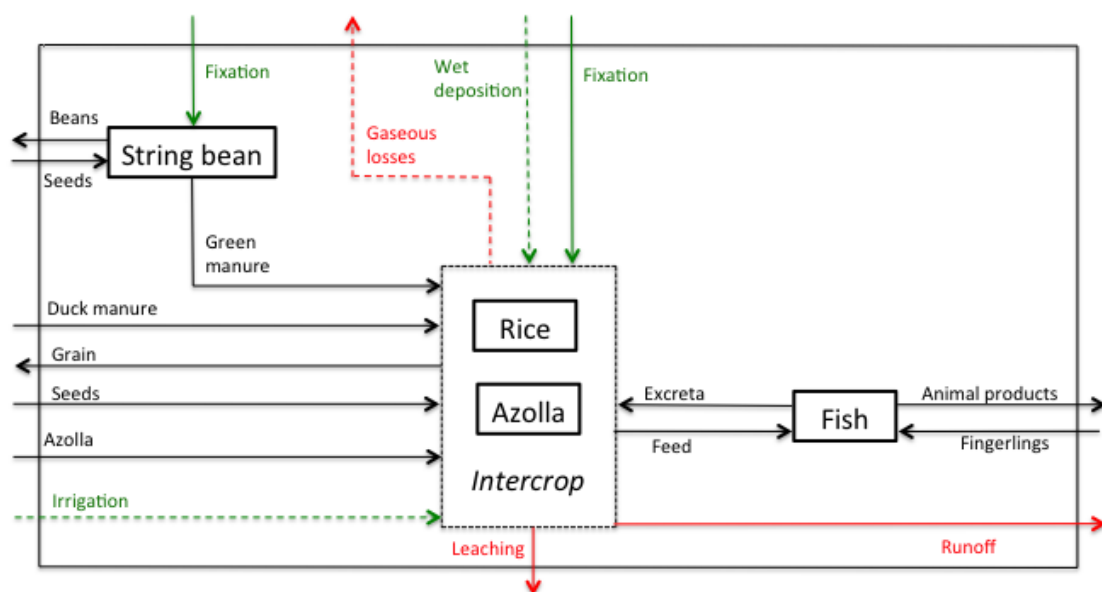 Fixation
Wet
deposition
Fixation
Beans
Gaseous
losses
String bean
Seeds
Green
manure
Duck manure
Rice
Grain
Seeds
Excreta
Animal products
Azolla
Fish
Azolla
Feed
Fingerlings
Intercrop
Irrigation
Leaching
Runoff